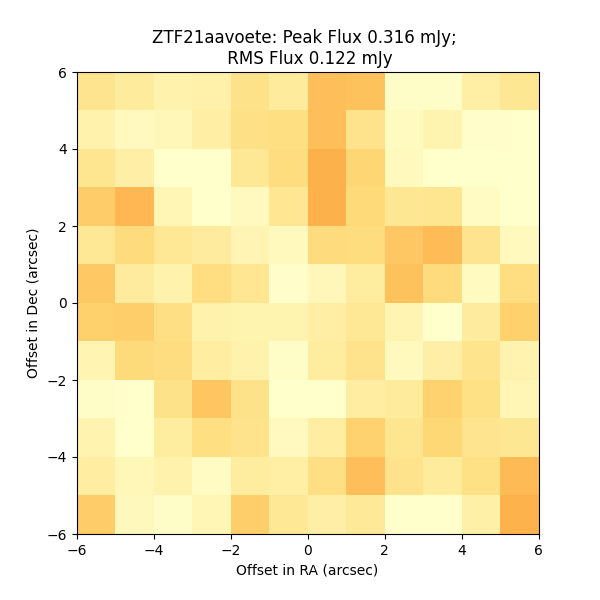 ZTF21aavoete: Peak Flux 0.316 mJy;
RMS Flux 0.122 mJy
6
4
2
0
−2
−4
−6
Offset in Dec (arcsec)
−6 −4 −2 0 2 4 6
Offset in RA (arcsec)